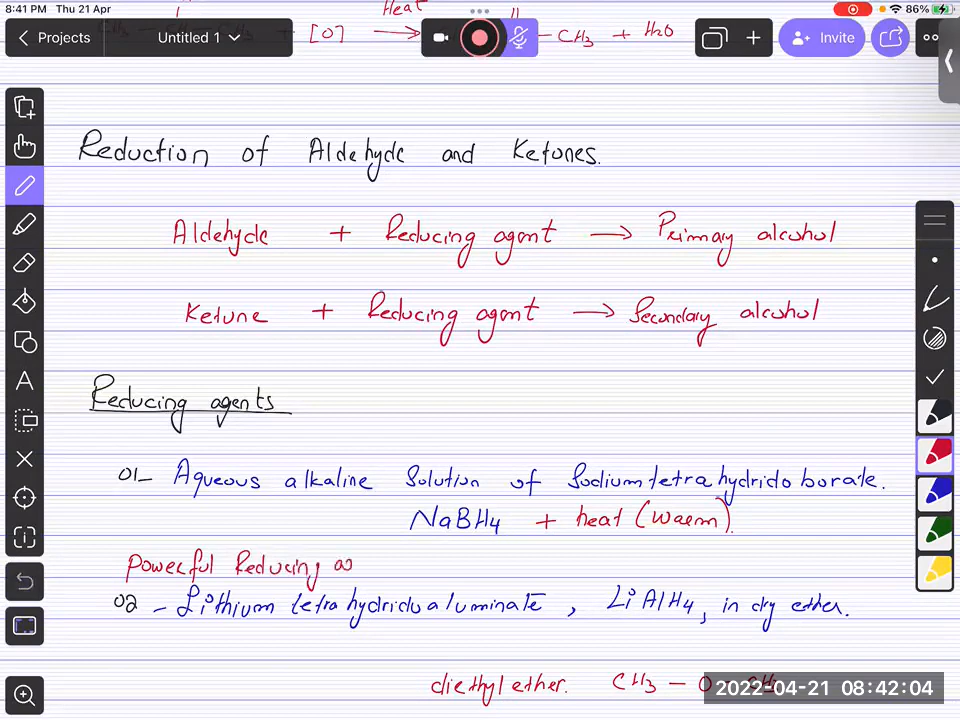 8:41 PM Thu 21 Apr
86%
Heat
+ [O] → - CH3 + H2O
Projects
Untitled 1
Invite
Reduction of Aldehyde and Ketones.
Aldehyde + Reducing agent → Primary alcohol
Ketone + Reducing agent → Secondary alcohol
Reducing agents
01- Aqueous alkaline Solution of Sodiumtetrahydrido borate.
NaBH4 + heat (Warm).
Powerful Reducing
02 - Lithium tetrahydridoaluminate, LiAlH4, in dry ether.
diethyl ether. CH3 - O
2022-04-21 08:42:04